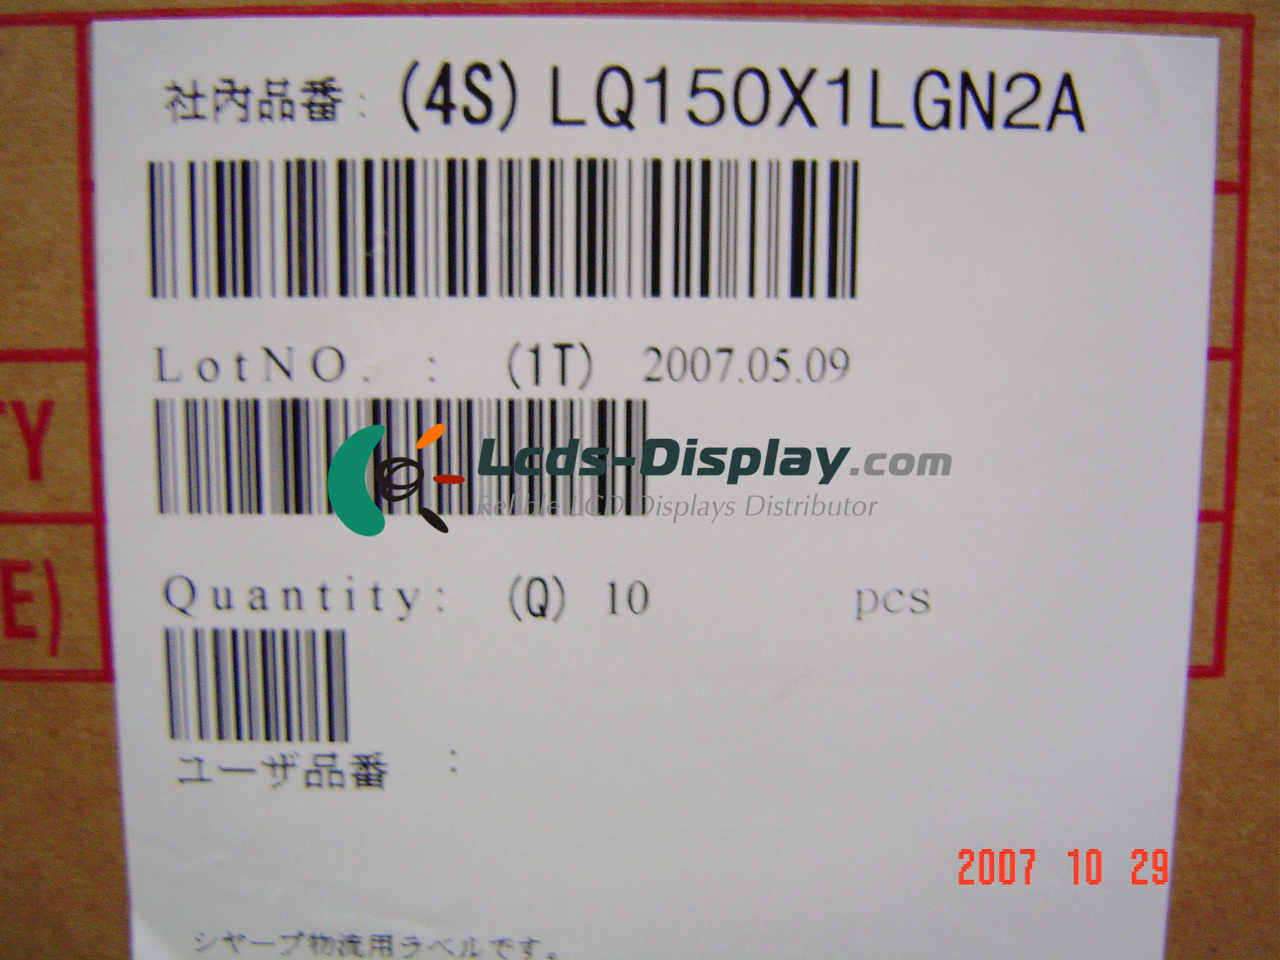 社内品番: (4S) LQ150X1LGN2A
LotNO. : (1T) 2007.05.09
TY
Lcds-Display.com
Reliable LCD Displays Distributor
Quantity: (Q) 10 pcs
E)
ユーザ品番 :
2007 10 29
シャープ物流用ラベルです。